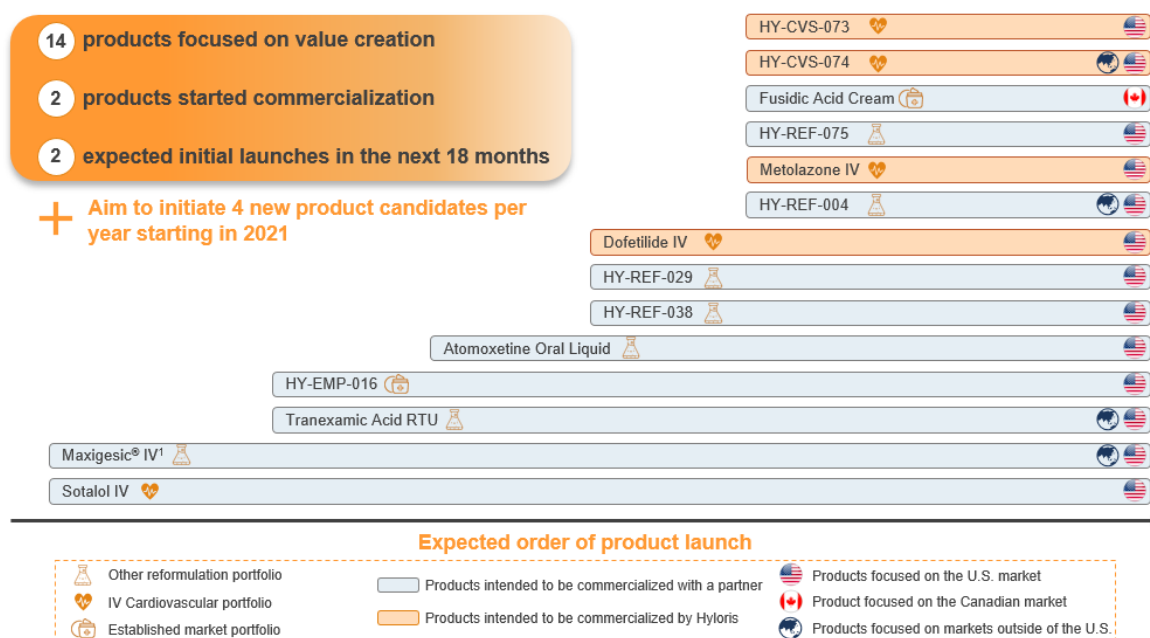 14 products focused on value creation
2 products started commercialization
2 expected initial launches in the next 18 months
+ Aim to initiate 4 new product candidates per
year starting in 2021
HY-CVS-073
HY-CVS-074
Fusidic Acid Cream
HY-REF-075
Metolazone IV
HY-REF-004
Dofetilide IV
HY-REF-029
HY-REF-038
Atomoxetine Oral Liquid
HY-EMP-016
Tranexamic Acid RTU
Maxigesic® IV¹
Sotalol IV
Expected order of product launch
Other reformulation portfolio
IV Cardiovascular portfolio
Established market portfolio
Products intended to be commercialized with a partner
Products intended to be commercialized by Hyloris
Products focused on the U.S. market
Product focused on the Canadian market
Products focused on markets outside of the U.S.